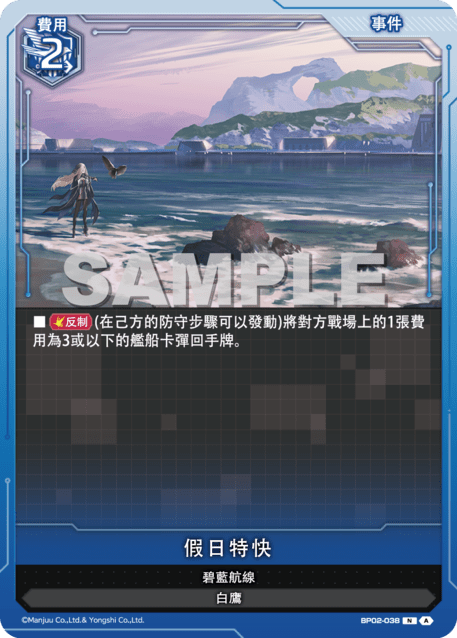 費用
2
事件
SAMPLE
■反制(在己方的防守步驟可以發動)將對方戰場上的1張費
用為3或以下的艦船卡彈回手牌。
假日特快
碧藍航線
白鷹
©Manjuu Co.,Ltd.& Yongshi Co.,Ltd.
BP02-038 N A